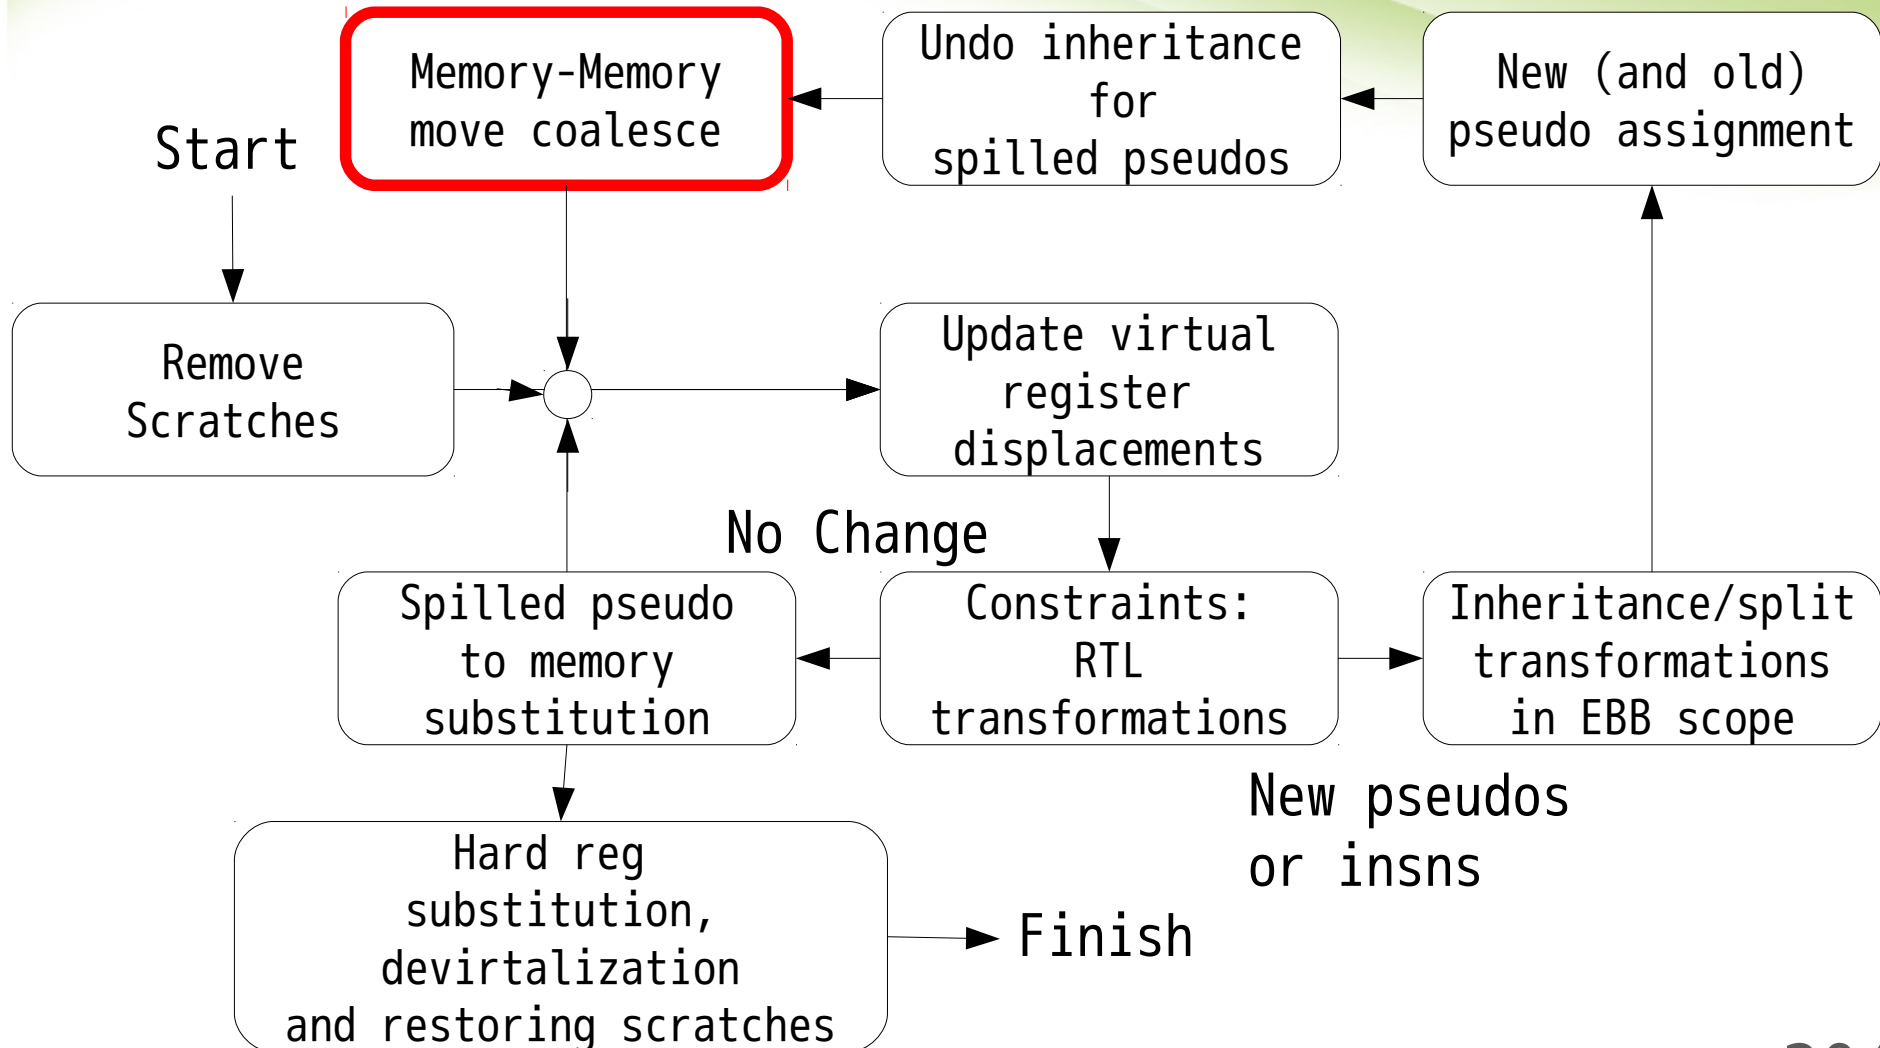 Memory-Memory
move coalesce
Undo inheritance
for
spilled pseudos
New (and old)
pseudo assignment
Start
Remove
Scratches
Update virtual
register
displacements
No Change
Spilled pseudo
to memory
substitution
Constraints:
RTL
transformations
Inheritance/split
transformations
in EBB scope
New pseudos
or insns
Hard reg
substitution,
devirtalization
and restoring scratches
Finish